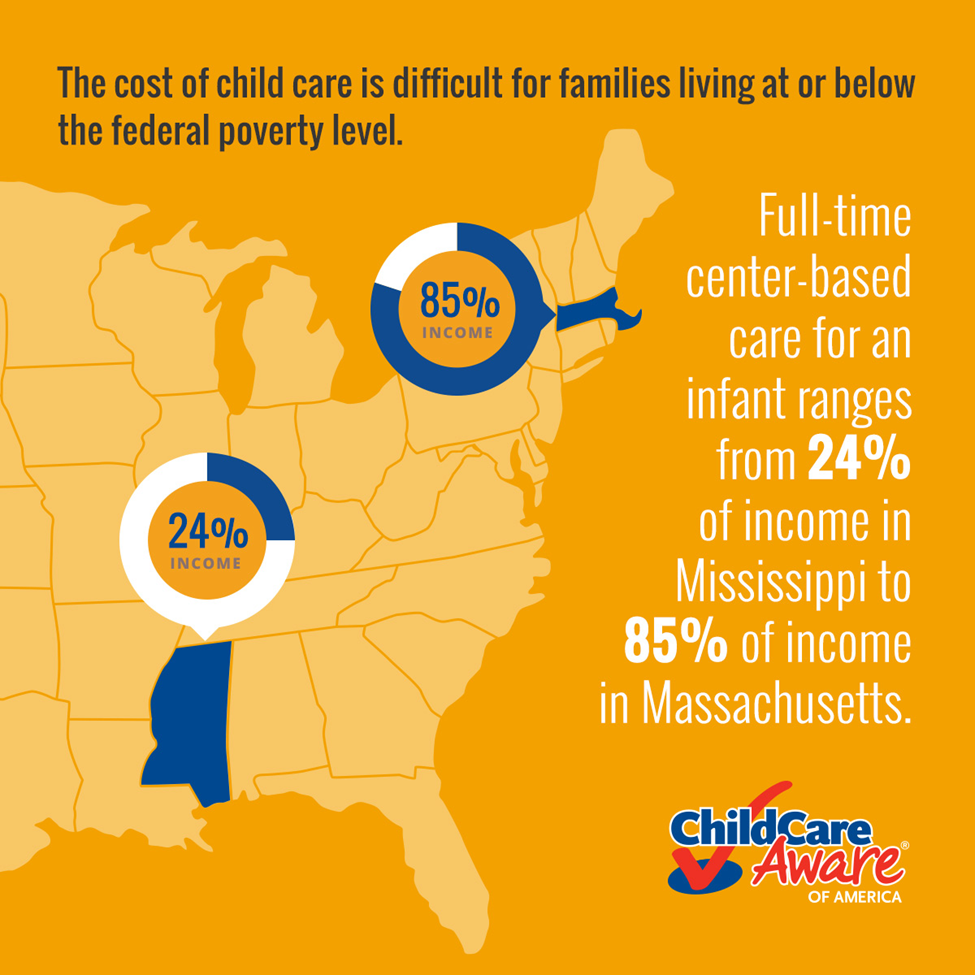 The cost of child care is difficult for families living at or below
the federal poverty level.
85%
INCOME
24%
INCOME
Full-time
center-based
care for an
infant ranges
from 24%
of income in
Mississippi to
85% of income
in Massachusetts.
ChildCare
Aware®
OF AMERICA